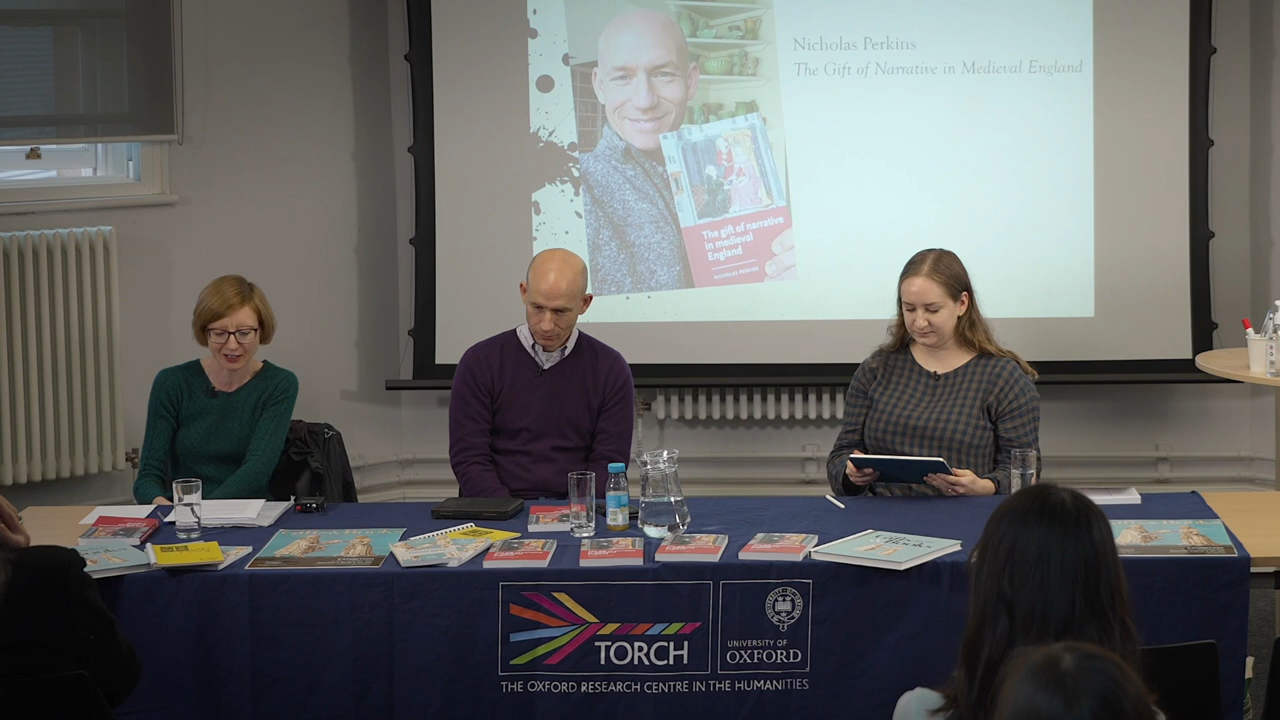 Nicholas Perkins
The Gift of Narrative in Medieval England
The gift of narrative
in medieval
England
NICHOLAS PERKINS
TORCH
UNIVERSITY OF
OXFORD
THE OXFORD RESEARCH CENTRE IN THE HUMANITIES